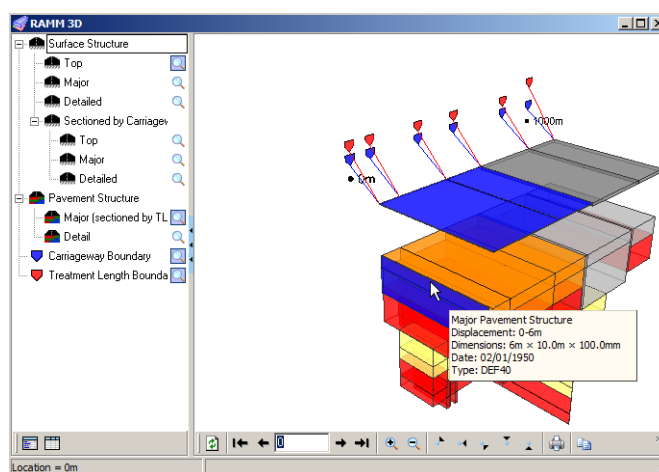 RAMM 3D
Surface Structure
Top
Major
Detailed
Sectioned by Carriagew
Top
Major
Detailed
Pavement Structure
Major (sectioned by TL
Detail
Carriageway Boundary
Treatment Length Bounda
1000m
0m
Major Pavement Structure
Displacement: 0-6m
Dimensions: 6m × 10.0m × 100.0mm
Date: 02/01/1950
Type: DEF40
0
Location = 0m